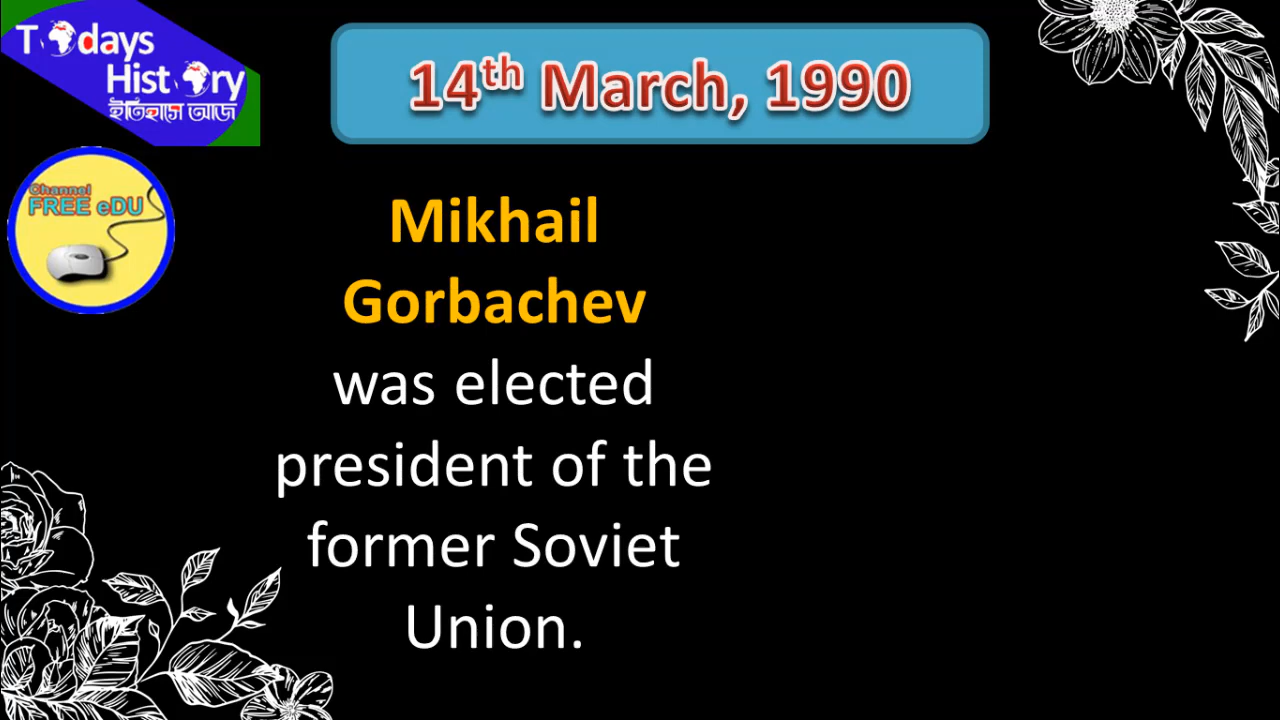 Todays
History
ইতিহাসে আজ
14th March, 1990
Channel
FREE eDU
Mikhail
Gorbachev
was elected
president of the
former Soviet
Union.